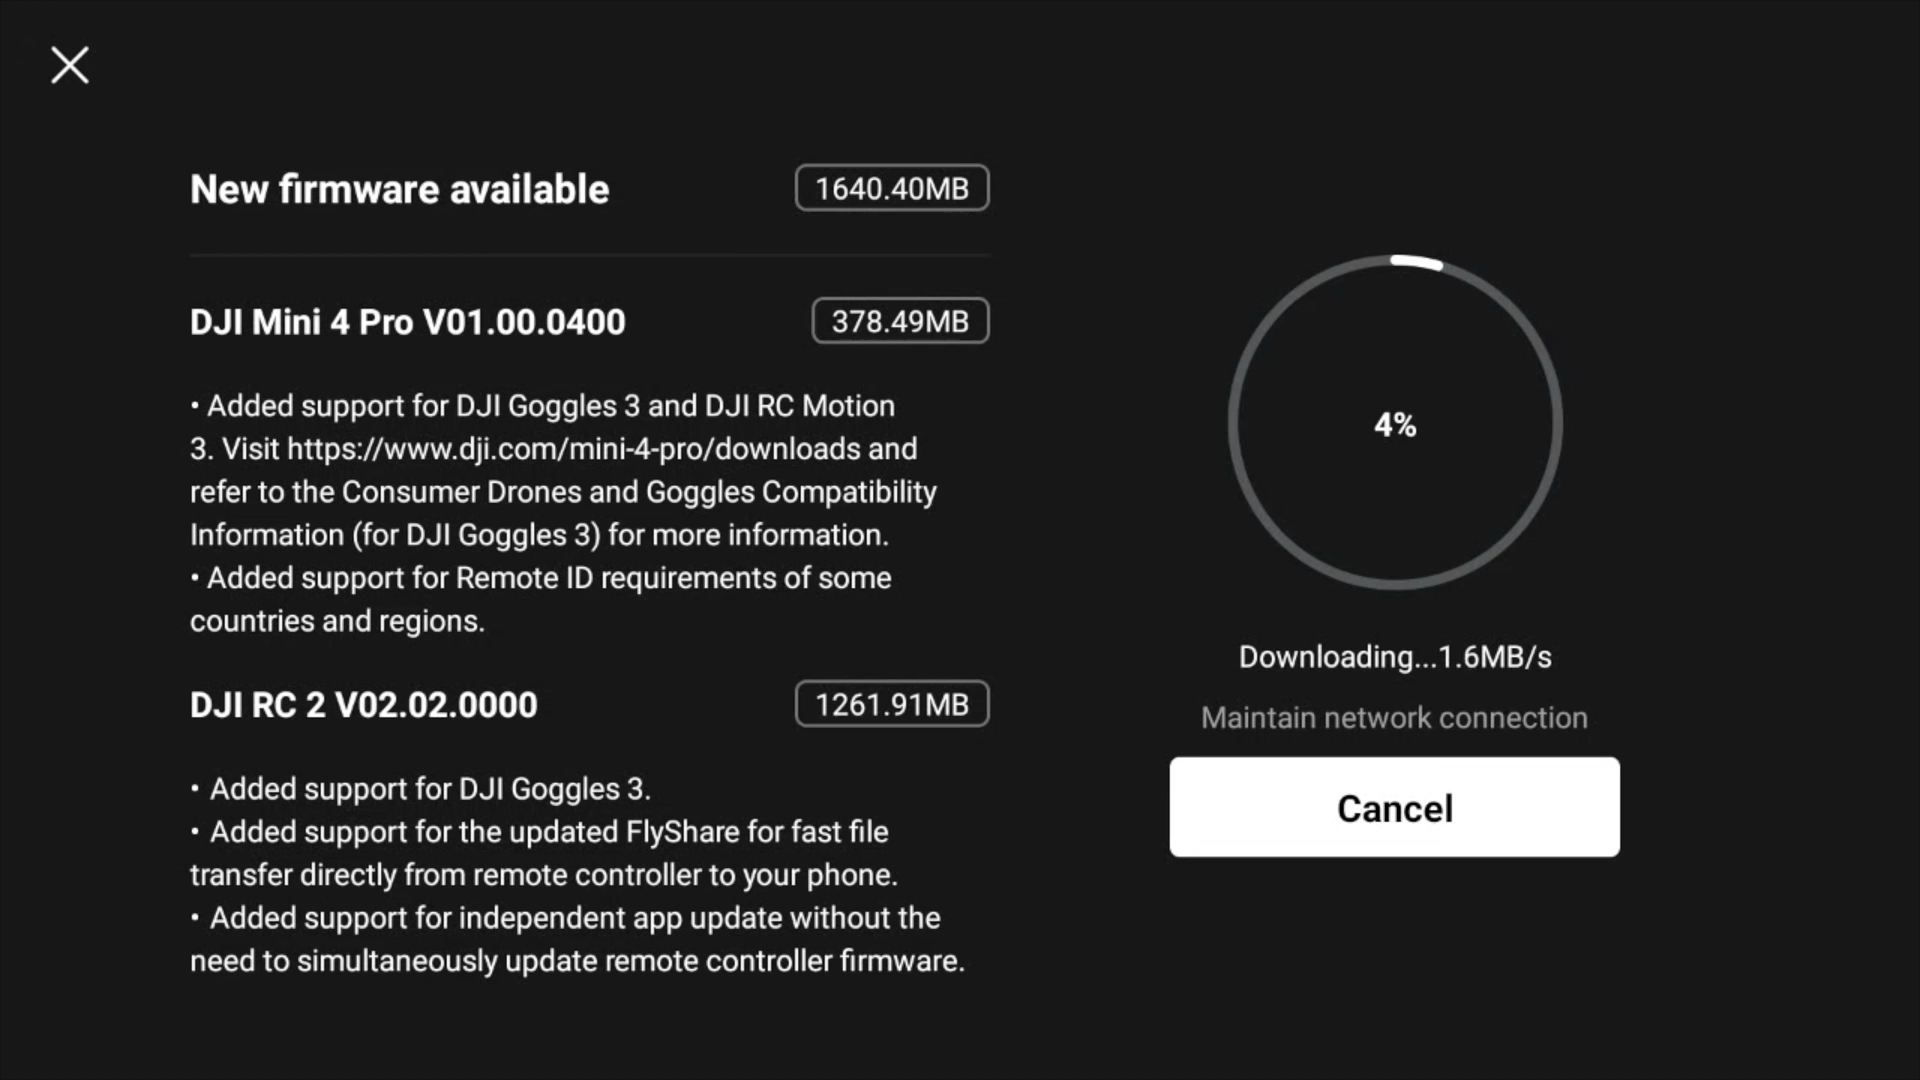 New firmware available
1640.40MB
DJI Mini 4 Pro V01.00.0400
378.49MB
• Added support for DJI Goggles 3 and DJI RC Motion
3. Visit https://www.dji.com/mini-4-pro/downloads and
refer to the Consumer Drones and Goggles Compatibility
Information (for DJI Goggles 3) for more information.
• Added support for Remote ID requirements of some
countries and regions.
DJI RC 2 V02.02.0000
1261.91MB
• Added support for DJI Goggles 3.
• Added support for the updated FlyShare for fast file
transfer directly from remote controller to your phone.
• Added support for independent app update without the
need to simultaneously update remote controller firmware.
4%
Downloading...1.6MB/s
Maintain network connection
Cancel